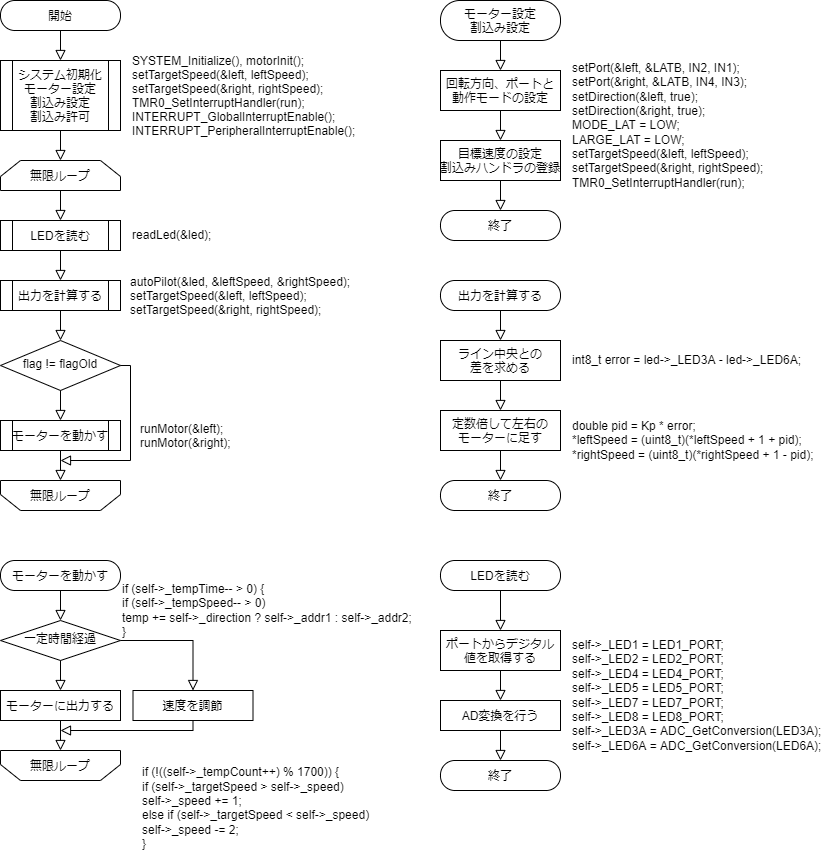 開始
システム初期化
モーター設定
割込み設定
割込み許可
SYSTEM_Initialize(), motorInit();
setTargetSpeed(&left, leftSpeed);
setTargetSpeed(&right, rightSpeed);
TMR0_SetInterruptHandler(run);
INTERRUPT_GlobalInterruptEnable();
INTERRUPT_PeripheralInterruptEnable();
無限ループ
LEDを読む
readLed(&led);
出力を計算する
autoPilot(&led, &leftSpeed, &rightSpeed);
setTargetSpeed(&left, leftSpeed);
setTargetSpeed(&right, rightSpeed);
flag != flagOld
モーターを動かす
runMotor(&left);
runMotor(&right);
無限ループ
モーター設定
割込み設定
回転方向、ポートと
動作モードの設定
setPort(&left, &LATB, IN2, IN1);
setPort(&right, &LATB, IN4, IN3);
setDirection(&left, true);
setDirection(&right, true);
MODE_LAT = LOW;
LARGE_LAT = LOW;
目標速度の設定
割込みハンドラの登録
setTargetSpeed(&left, leftSpeed);
setTargetSpeed(&right, rightSpeed);
TMR0_SetInterruptHandler(run);
終了
出力を計算する
ライン中央との
差を求める
int8_t error = led->_LED3A - led->_LED6A;
定数倍して左右の
モーターに足す
double pid = Kp * error;
*leftSpeed = (uint8_t)(*leftSpeed + 1 + pid);
*rightSpeed = (uint8_t)(*rightSpeed + 1 - pid);
終了
モーターを動かす
if (self->_tempTime-- > 0) {
if (self->_tempSpeed-- > 0)
temp += self->_direction ? self->_addr1 : self->_addr2;
}
一定時間経過
モーターに出力する
速度を調節
無限ループ
if (!((self->_tempCount++) % 1700)) {
if (self->_targetSpeed > self->_speed)
self->_speed += 1;
else if (self->_targetSpeed < self->_speed)
self->_speed -= 2;
}
LEDを読む
ポートからデジタル
値を取得する
self->_LED1 = LED1_PORT;
self->_LED2 = LED2_PORT;
self->_LED4 = LED4_PORT;
self->_LED5 = LED5_PORT;
self->_LED7 = LED7_PORT;
self->_LED8 = LED8_PORT;
AD変換を行う
self->_LED3A = ADC_GetConversion(LED3A);
self->_LED6A = ADC_GetConversion(LED6A);
終了